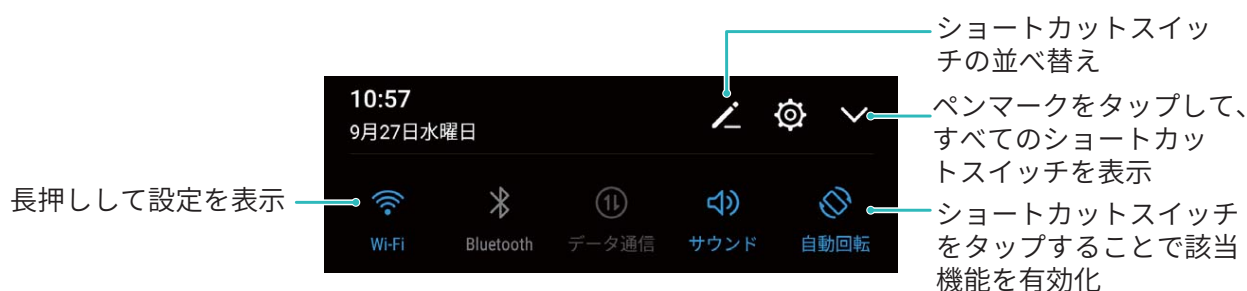 ショートカットスイッ
チの並べ替え
10:57
9月27日水曜日
ペンマークをタップして、
すべてのショートカッ
トスイッチを表示
長押しして設定を表示
Wi-Fi
Bluetooth
データ通信
サウンド
自動回転
ショートカットスイッチ
をタップすることで該当
機能を有効化